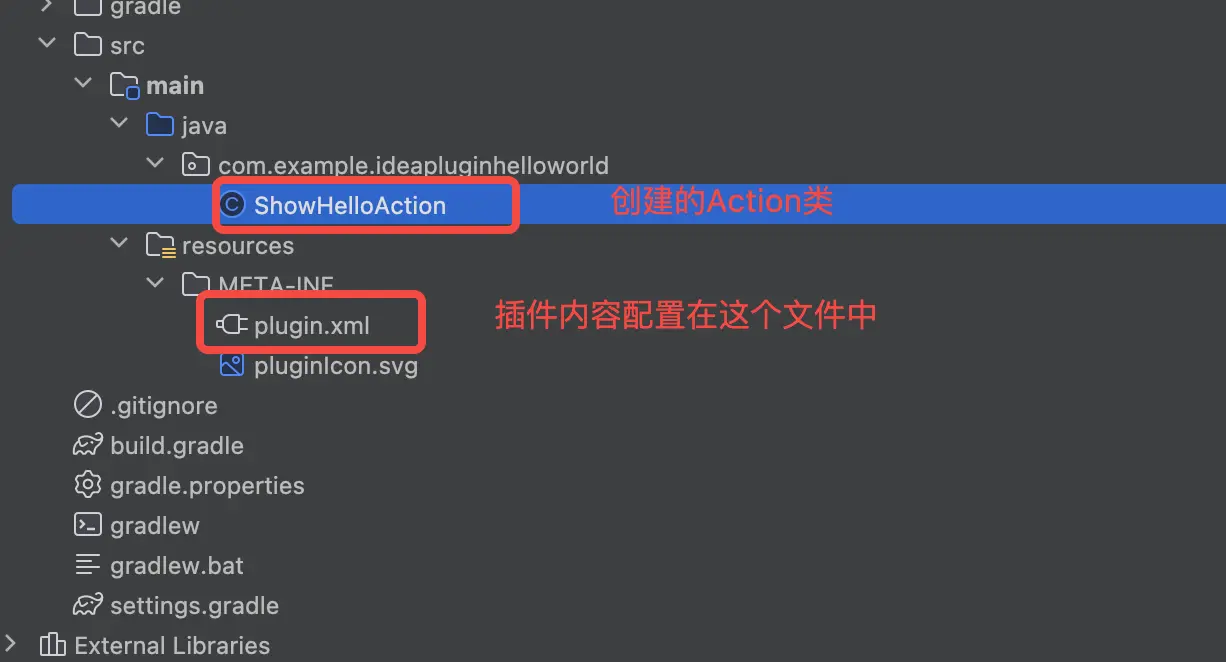 gradle
src
main
java
com.example.ideapluginhelloworld
ShowHelloAction 创建的Action类
resources
META-INF
plugin.xml 插件内容配置在这个文件中
pluginIcon.svg
.gitignore
build.gradle
gradle.properties
gradlew
gradlew.bat
settings.gradle
External Libraries